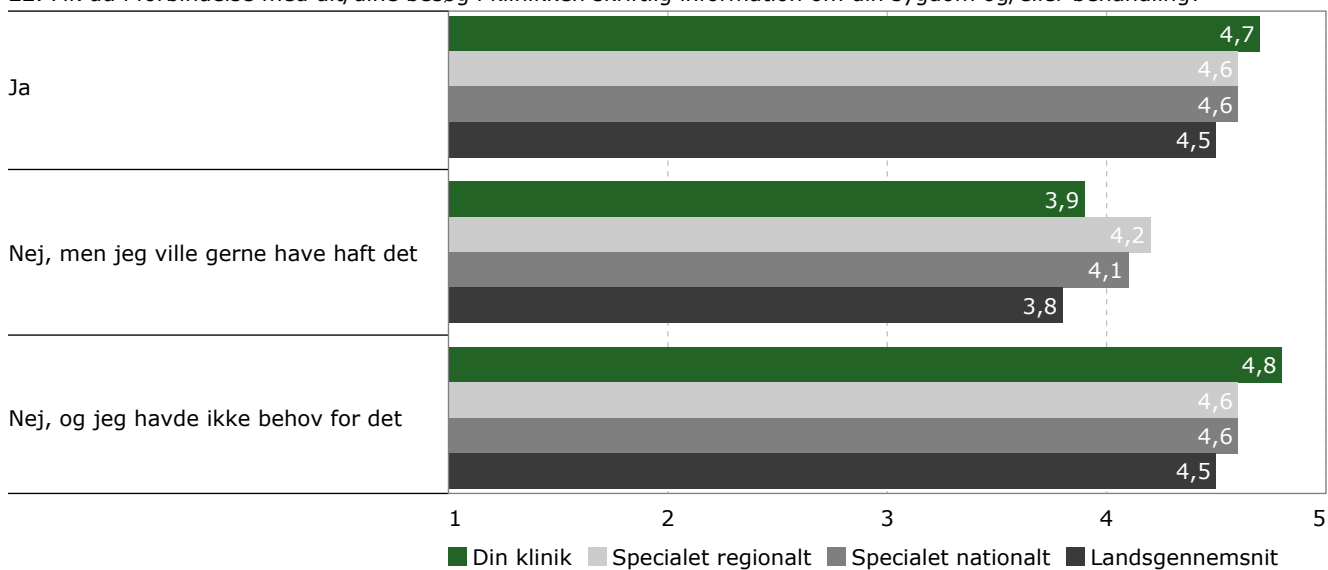 4,7
Ja
4,6
4,6
4,5
3,9
Nej, men jeg ville gerne have haft det
4,2
4,1
3,8
4,8
Nej, og jeg havde ikke behov for det
4,6
4,6
4,5
1 2 3 4 5
Din klinik Specialet regionalt Specialet nationalt Landsgennemsnit